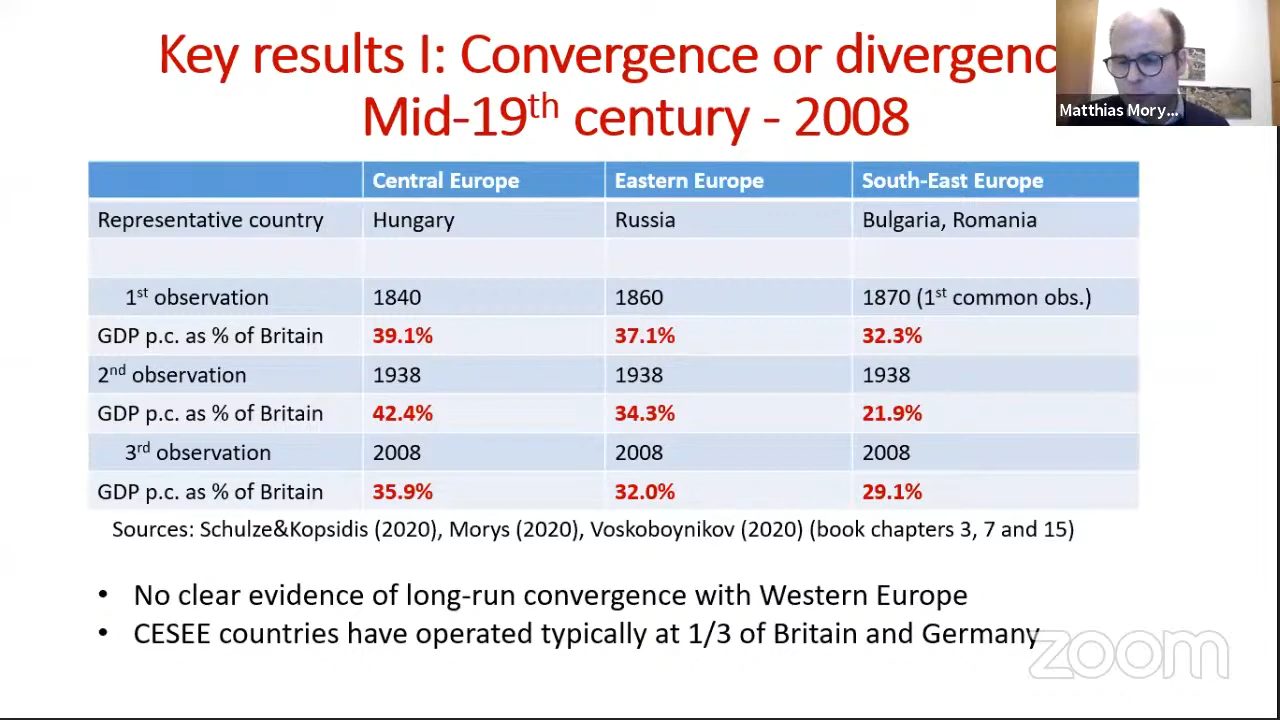 Key results I: Convergence or divergenc
Mid-19th century - 2008
Matthias Mory...
Central Europe Eastern Europe South-East Europe
Representative country Hungary Russia Bulgaria, Romania
1st observation 1840 1860 1870 (1st common obs.)
GDP p.c. as % of Britain 39.1% 37.1% 32.3%
2nd observation 1938 1938 1938
GDP p.c. as % of Britain 42.4% 34.3% 21.9%
3rd observation 2008 2008 2008
GDP p.c. as % of Britain 35.9% 32.0% 29.1%
Sources: Schulze&Kopsidis (2020), Morys (2020), Voskoboynikov (2020) (book chapters 3, 7 and 15)
• No clear evidence of long-run convergence with Western Europe
• CESEE countries have operated typically at 1/3 of Britain and Germany
zoom